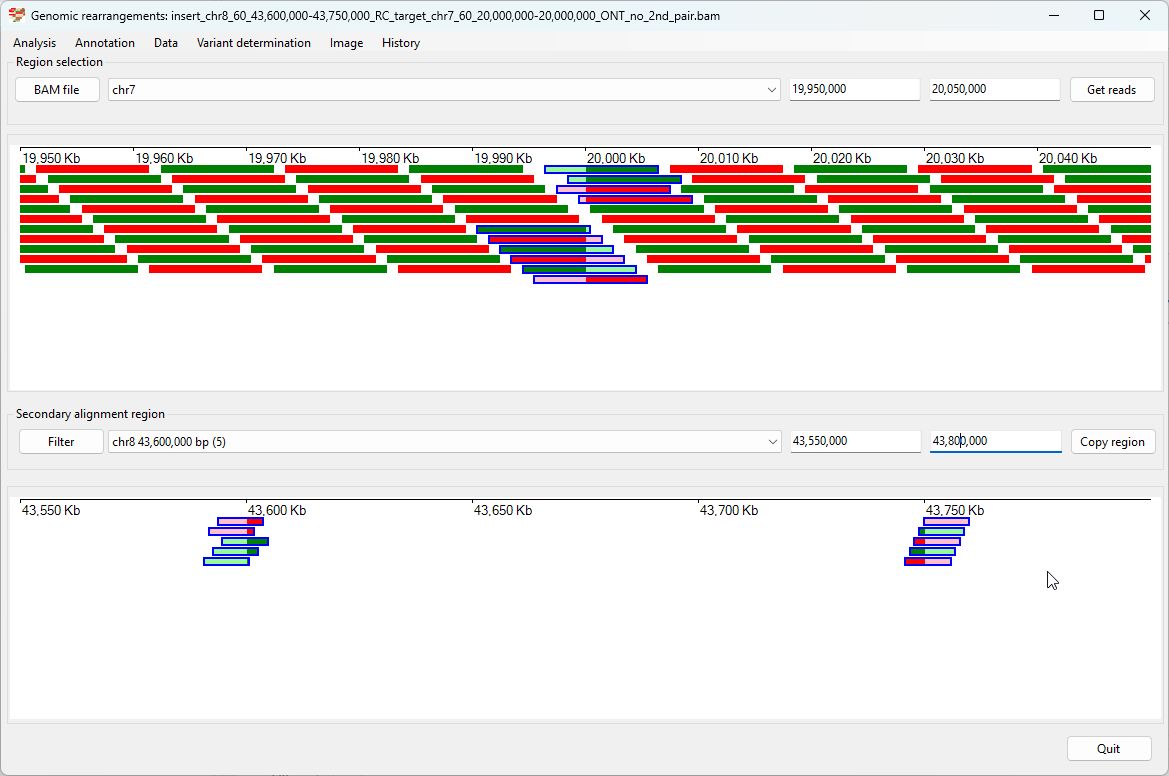 Genomic rearrangements: insert_chr8_60_43,600,000-43,750,000_RC_target_chr7_60_20,000,000-20,000,000_ONT_no_2nd_pair.bam
Analysis Annotation Data Variant determination Image History
Region selection
BAM file chr7 19,950,000 20,050,000 Get reads
19,950 Kb 19,960 Kb 19,970 Kb 19,980 Kb 19,990 Kb 20,000 Kb 20,010 Kb 20,020 Kb 20,030 Kb 20,040 Kb
Secondary alignment region
Filter chr8 43,600,000 bp (5) 43,550,000 43,800,000 Copy region
43,550 Kb 43,600 Kb 43,650 Kb 43,700 Kb 43,750 Kb
Quit